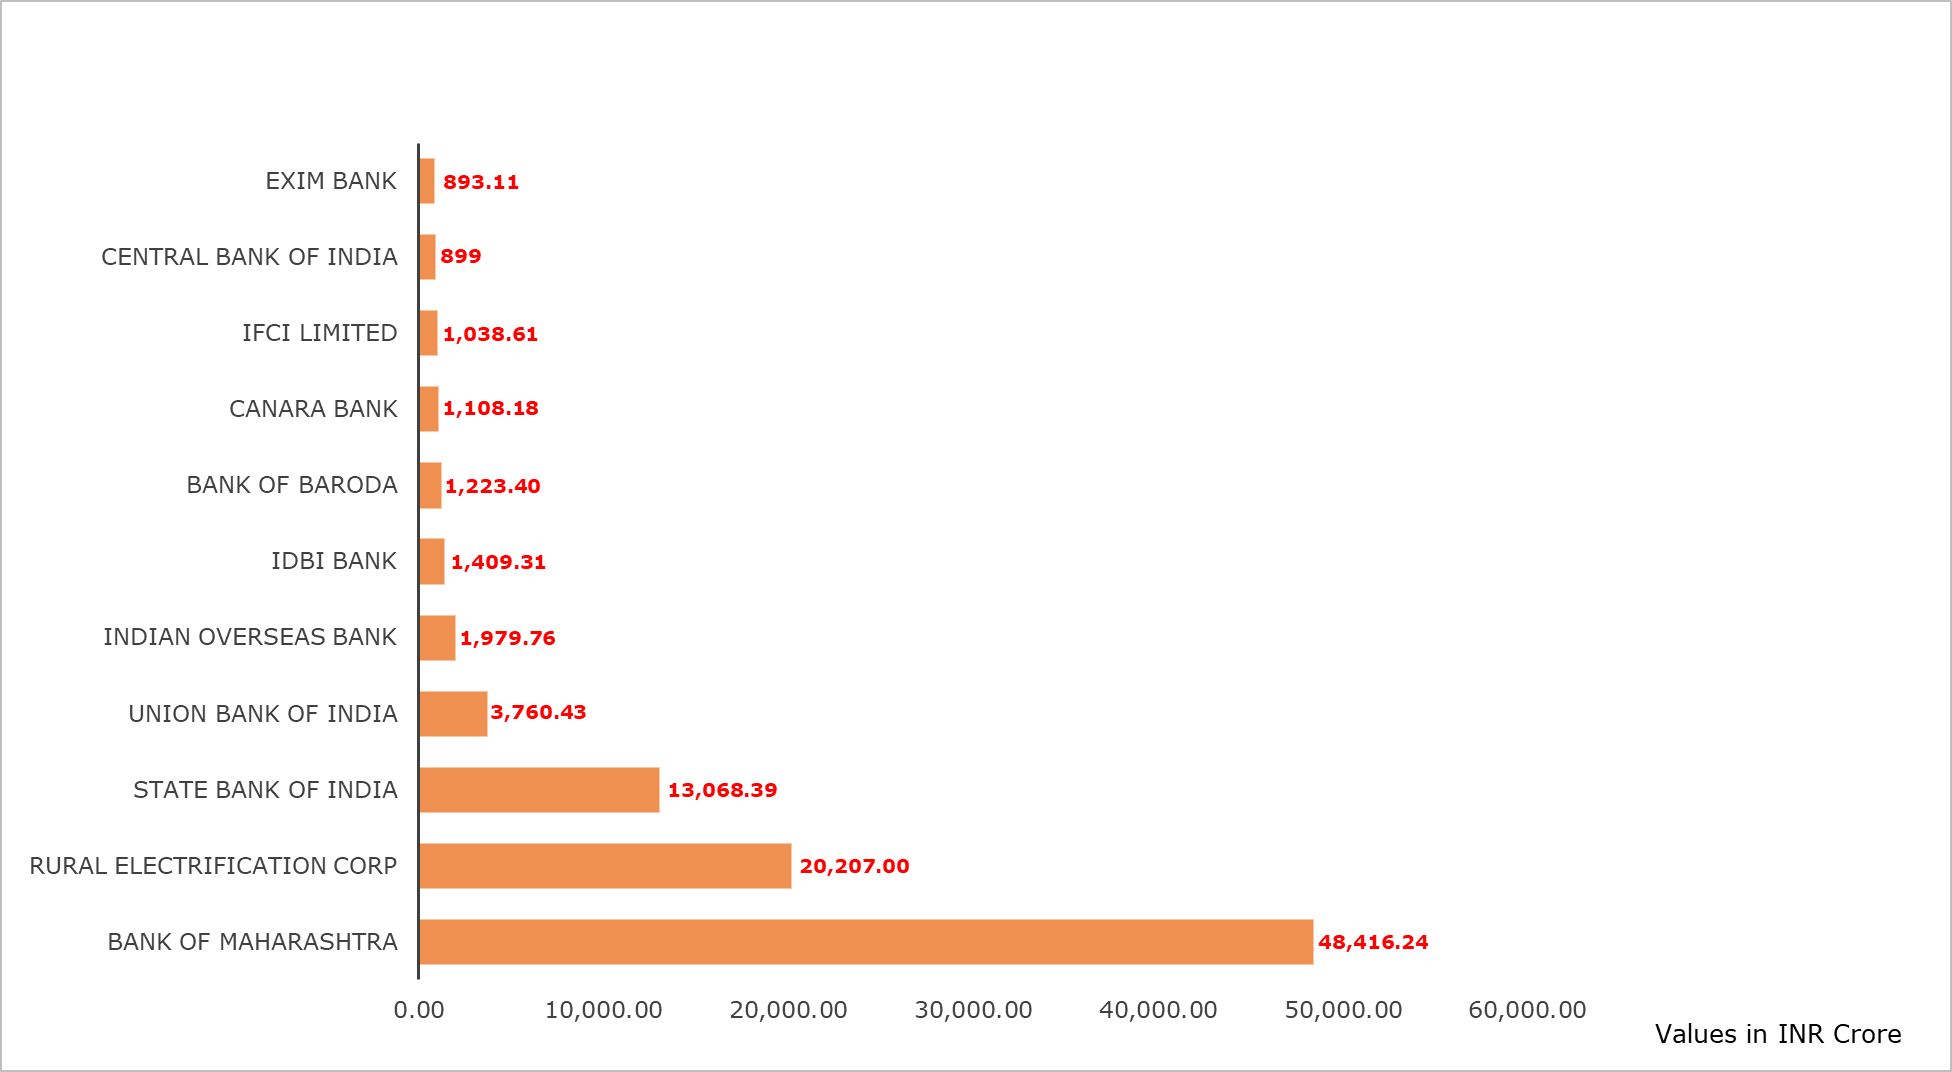 EXIM BANK 893.11
CENTRAL BANK OF INDIA 899
IFCI LIMITED 1,038.61
CANARA BANK 1,108.18
BANK OF BARODA 1,223.40
IDBI BANK 1,409.31
INDIAN OVERSEAS BANK 1,979.76
UNION BANK OF INDIA 3,760.43
STATE BANK OF INDIA 13,068.39
RURAL ELECTRIFICATION CORP 20,207.00
BANK OF MAHARASHTRA 48,416.24
0.00 10,000.00 20,000.00 30,000.00 40,000.00 50,000.00 60,000.00
Values in INR Crore